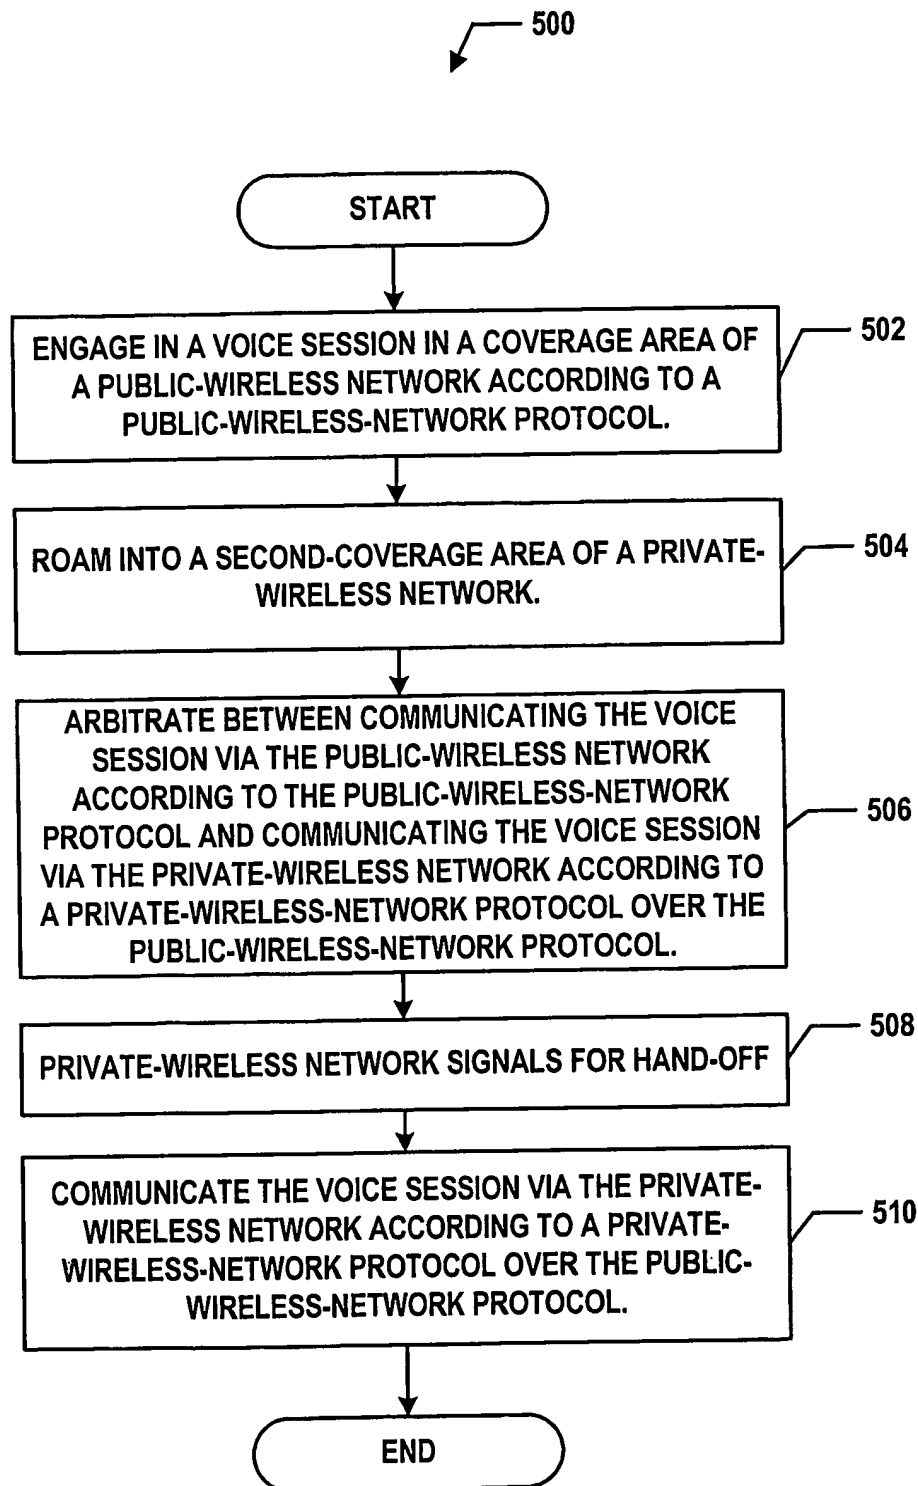 500
START
ENGAGE IN A VOICE SESSION IN A COVERAGE AREA OF
A PUBLIC-WIRELESS NETWORK ACCORDING TO A
PUBLIC-WIRELESS-NETWORK PROTOCOL.
502
ROAM INTO A SECOND-COVERAGE AREA OF A PRIVATE-
WIRELESS NETWORK.
504
ARBITRATE BETWEEN COMMUNICATING THE VOICE
SESSION VIA THE PUBLIC-WIRELESS NETWORK
ACCORDING TO THE PUBLIC-WIRELESS-NETWORK
PROTOCOL AND COMMUNICATING THE VOICE SESSION
VIA THE PRIVATE-WIRELESS NETWORK ACCORDING TO
A PRIVATE-WIRELESS-NETWORK PROTOCOL OVER THE
PUBLIC-WIRELESS-NETWORK PROTOCOL.
506
PRIVATE-WIRELESS NETWORK SIGNALS FOR HAND-OFF
508
COMMUNICATE THE VOICE SESSION VIA THE PRIVATE-
WIRELESS NETWORK ACCORDING TO A PRIVATE-
WIRELESS-NETWORK PROTOCOL OVER THE PUBLIC-
WIRELESS-NETWORK PROTOCOL.
510
END